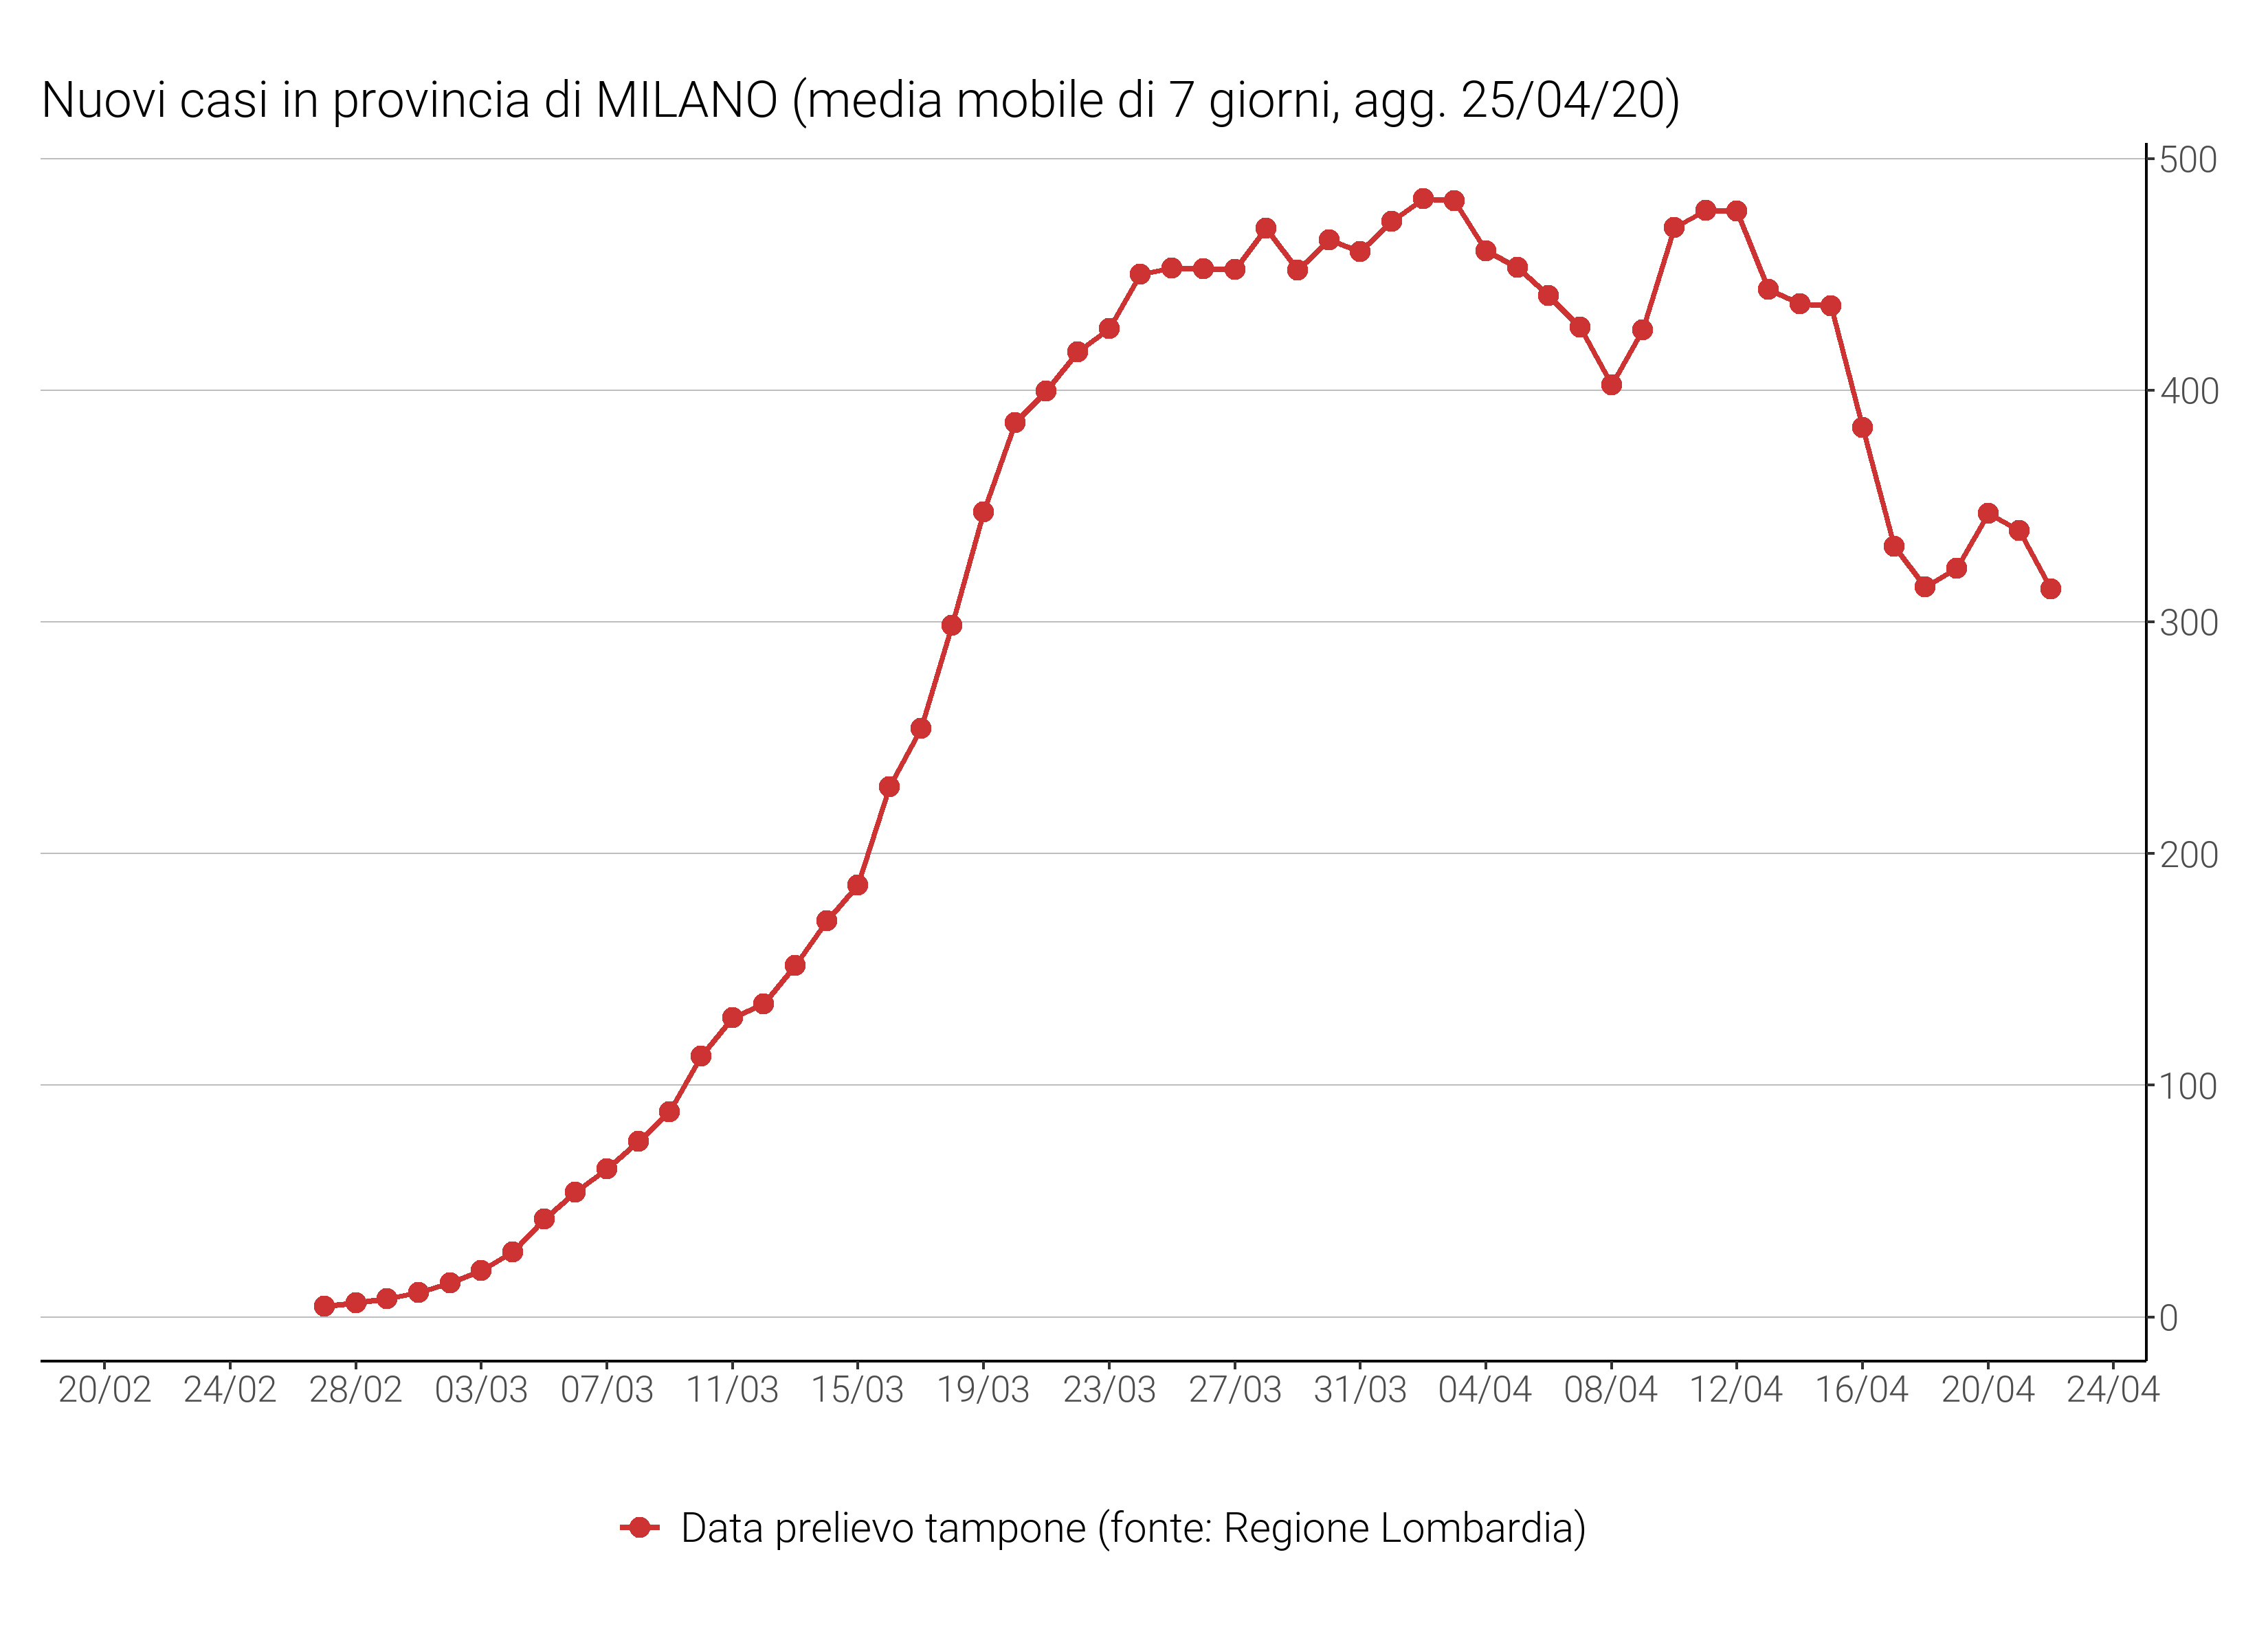 Nuovi casi in provincia di MILANO (media mobile di 7 giorni, agg. 25/04/20)
500
400
300
200
100
0
20/02 24/02 28/02 03/03 07/03 11/03 15/03 19/03 23/03 27/03 31/03 04/04 08/04 12/04 16/04 20/04 24/04
Data prelievo tampone (fonte: Regione Lombardia)